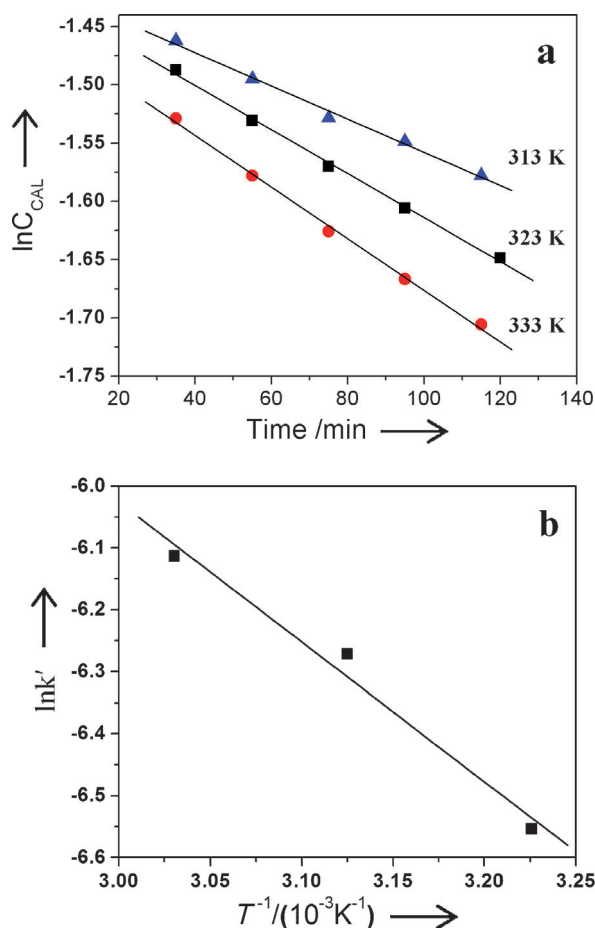 a
-1.45
-1.50
-1.55
-1.60
-1.65
-1.70
-1.75
lnC_CAL
313 K
323 K
333 K
20 40 60 80 100 120 140
Time /min
b
-6.0
-6.1
-6.2
-6.3
-6.4
-6.5
-6.6
lnk'
3.00 3.05 3.10 3.15 3.20 3.25
T⁻¹/(10⁻³K⁻¹)